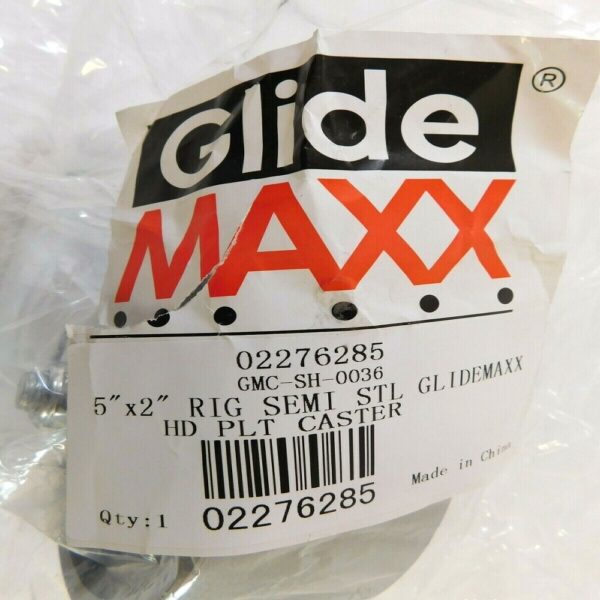 Glide ®
MAXX
02276285
GMC-SH-0036
5"x2" RIG SEMI STL GLIDEMAXX
HD PLT CASTER
Made in China
Qty:1 02276285